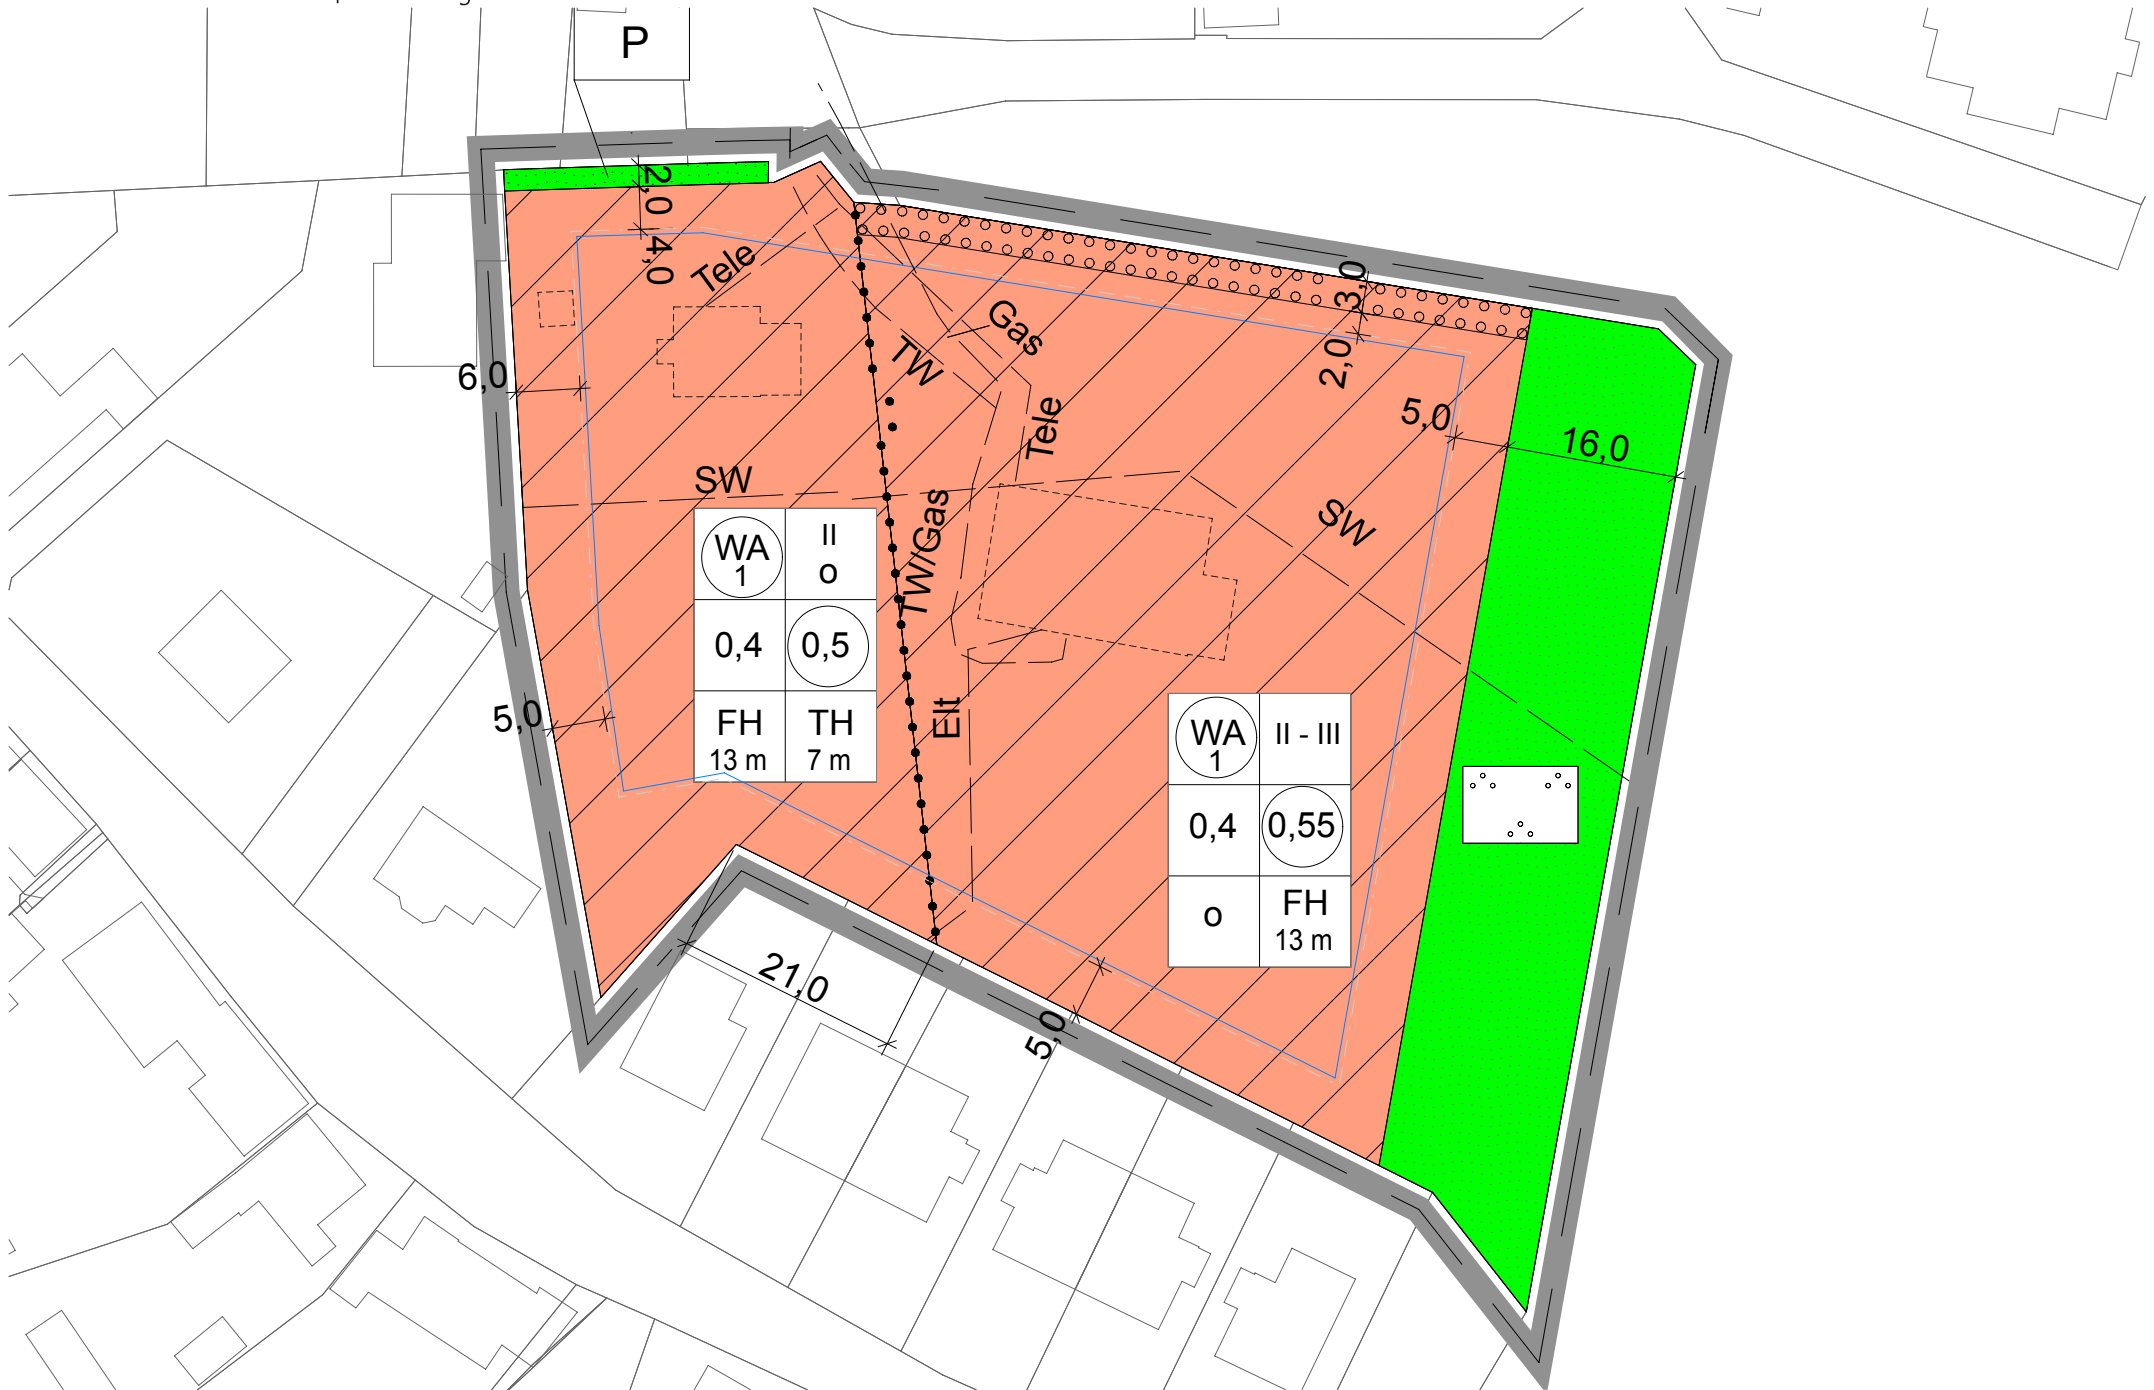 P
2,0
4,0
Tele
Gas
3,0
TW
2,0
6,0
5,0
Tele
16,0
SW
TW/Gas
SW
WA
1
II
o
0,4
0,5
FH
13 m
TH
7 m
5,0
Elt
WA
1
II - III
0,4
0,55
o
FH
13 m
21,0
5,0